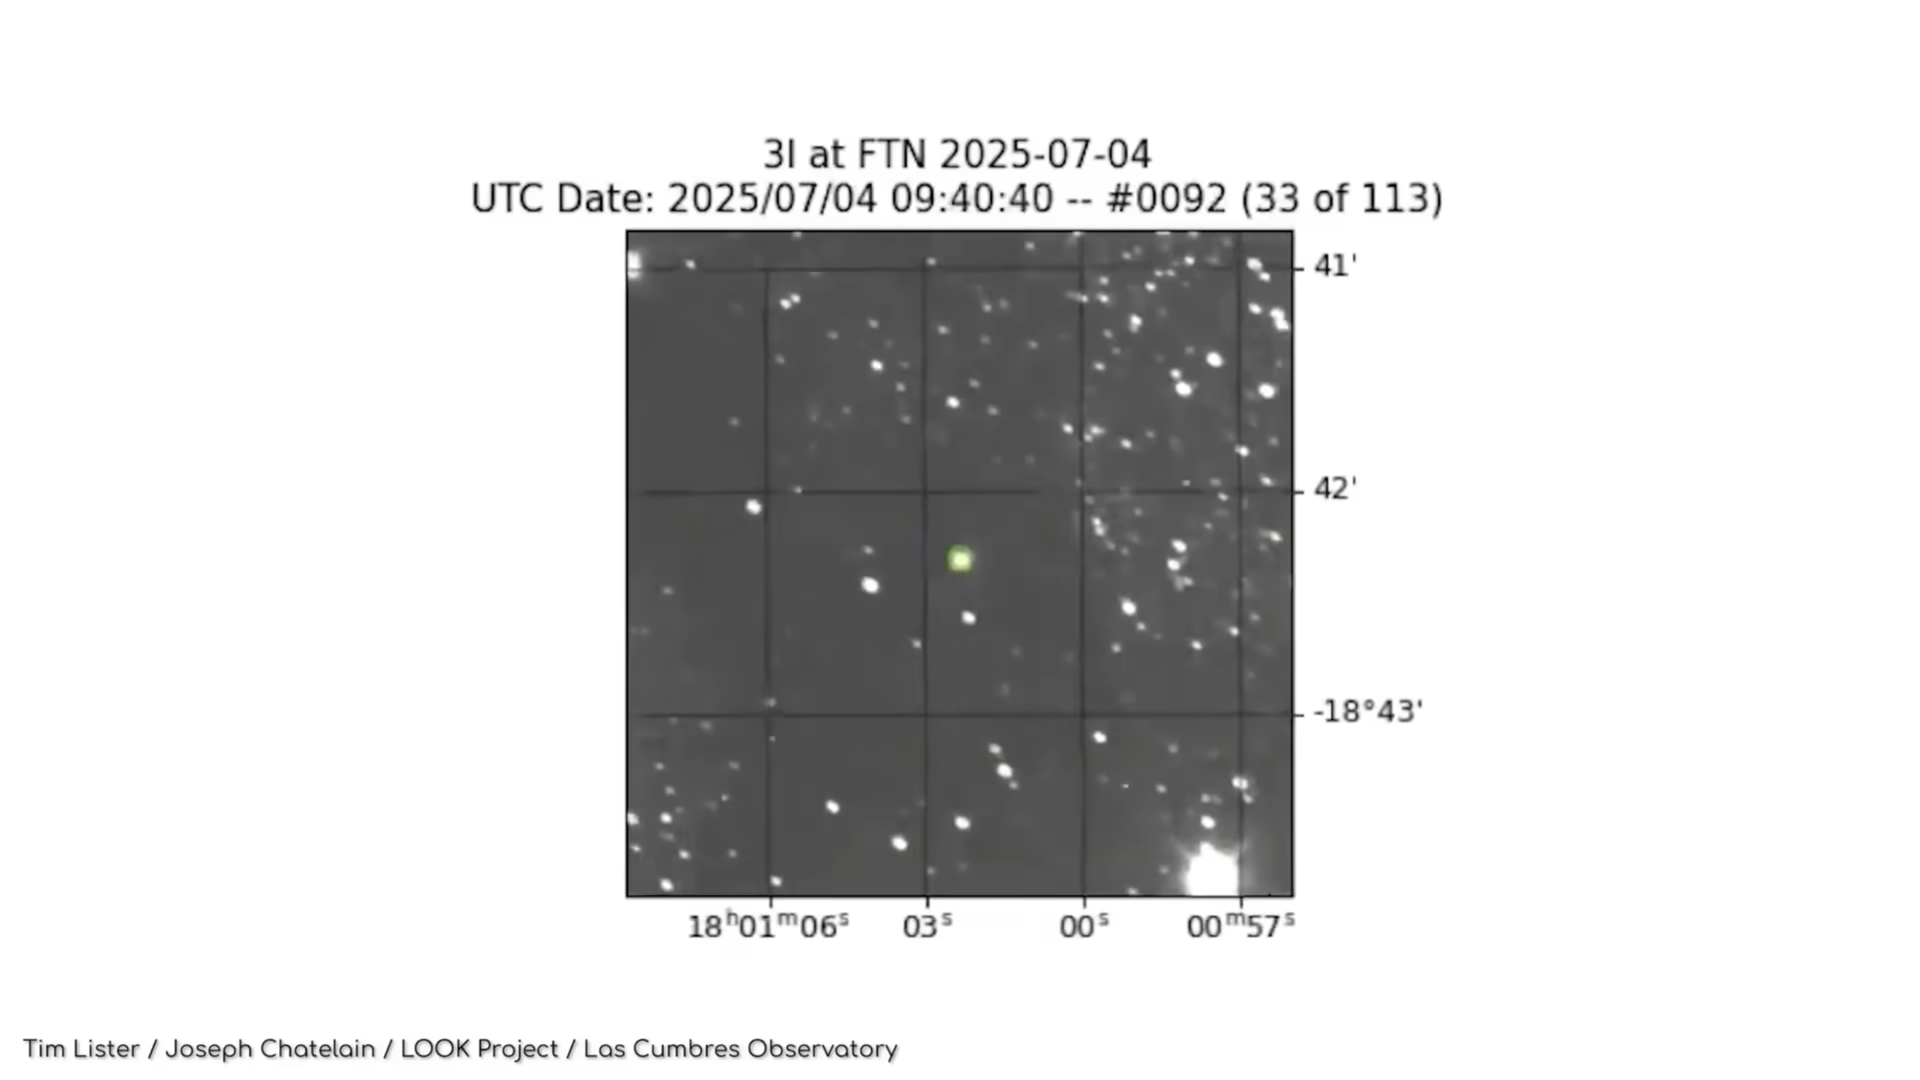 3I at FTN 2025-07-04
UTC Date: 2025/07/04 09:40:40 -- #0092 (33 of 113)
41'
42'
-18°43'
18ʰ01ᵐ06ˢ 03ˢ 00ˢ 00ᵐ57ˢ
Tim Lister / Joseph Chatelain / LOOK Project / Las Cumbres Observatory